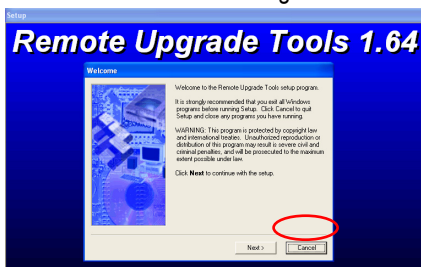 Setup
Remote Upgrade Tools 1.64
Welcome
Welcome to the Remote Upgrade Tools setup program.
It is strongly recommended that you exit all Windows
programs before running Setup. Click Cancel to quit
Setup and close any programs you have running.
WARNING: This program is protected by copyright law
and international treaties. Unauthorized reproduction or
distribution of this program may result is severe civil and
criminal penalties, and will be prosecuted to the maximum
extent possible under law.
Click Next to continue with the setup.
Next >
Cancel